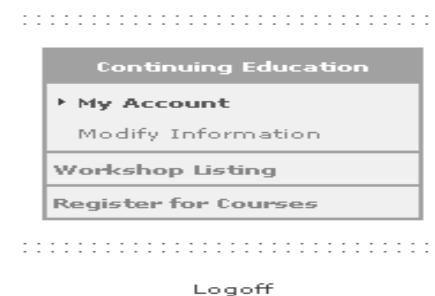 Continuing Education
My Account
Modify Information
Workshop Listing
Register for Courses
Logoff